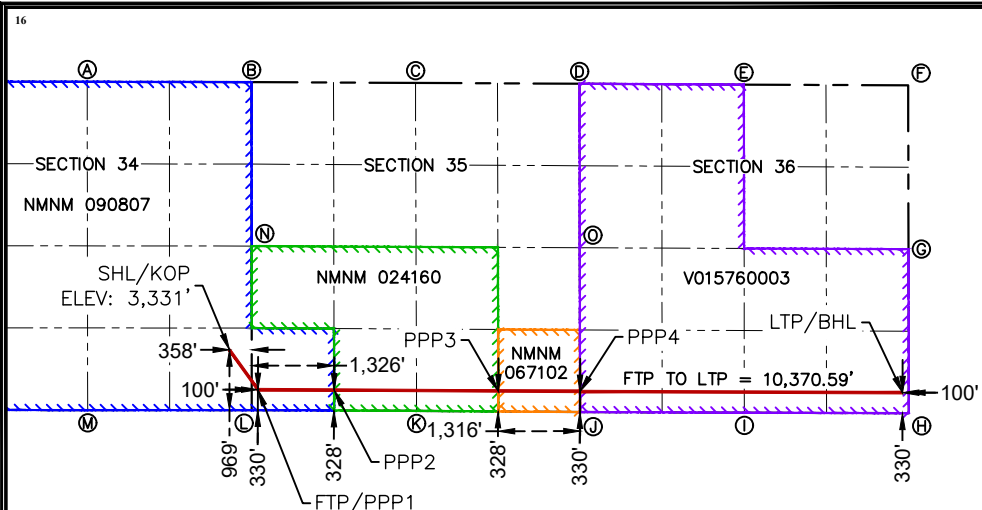 16
A B C D E F
SECTION 34 SECTION 35 SECTION 36
NMNM 090807
N O G
SHL/KOP
ELEV: 3,331'
NMNM 024160
V015760003
LTP/BHL
PPP3
PPP4
358'
1,326'
NMNM
067102
FTP TO LTP = 10,370.59'
100'
100'
M L K J I H
1,316'
969'
330'
328'
328'
330'
330'
PPP2
FTP/PPP1